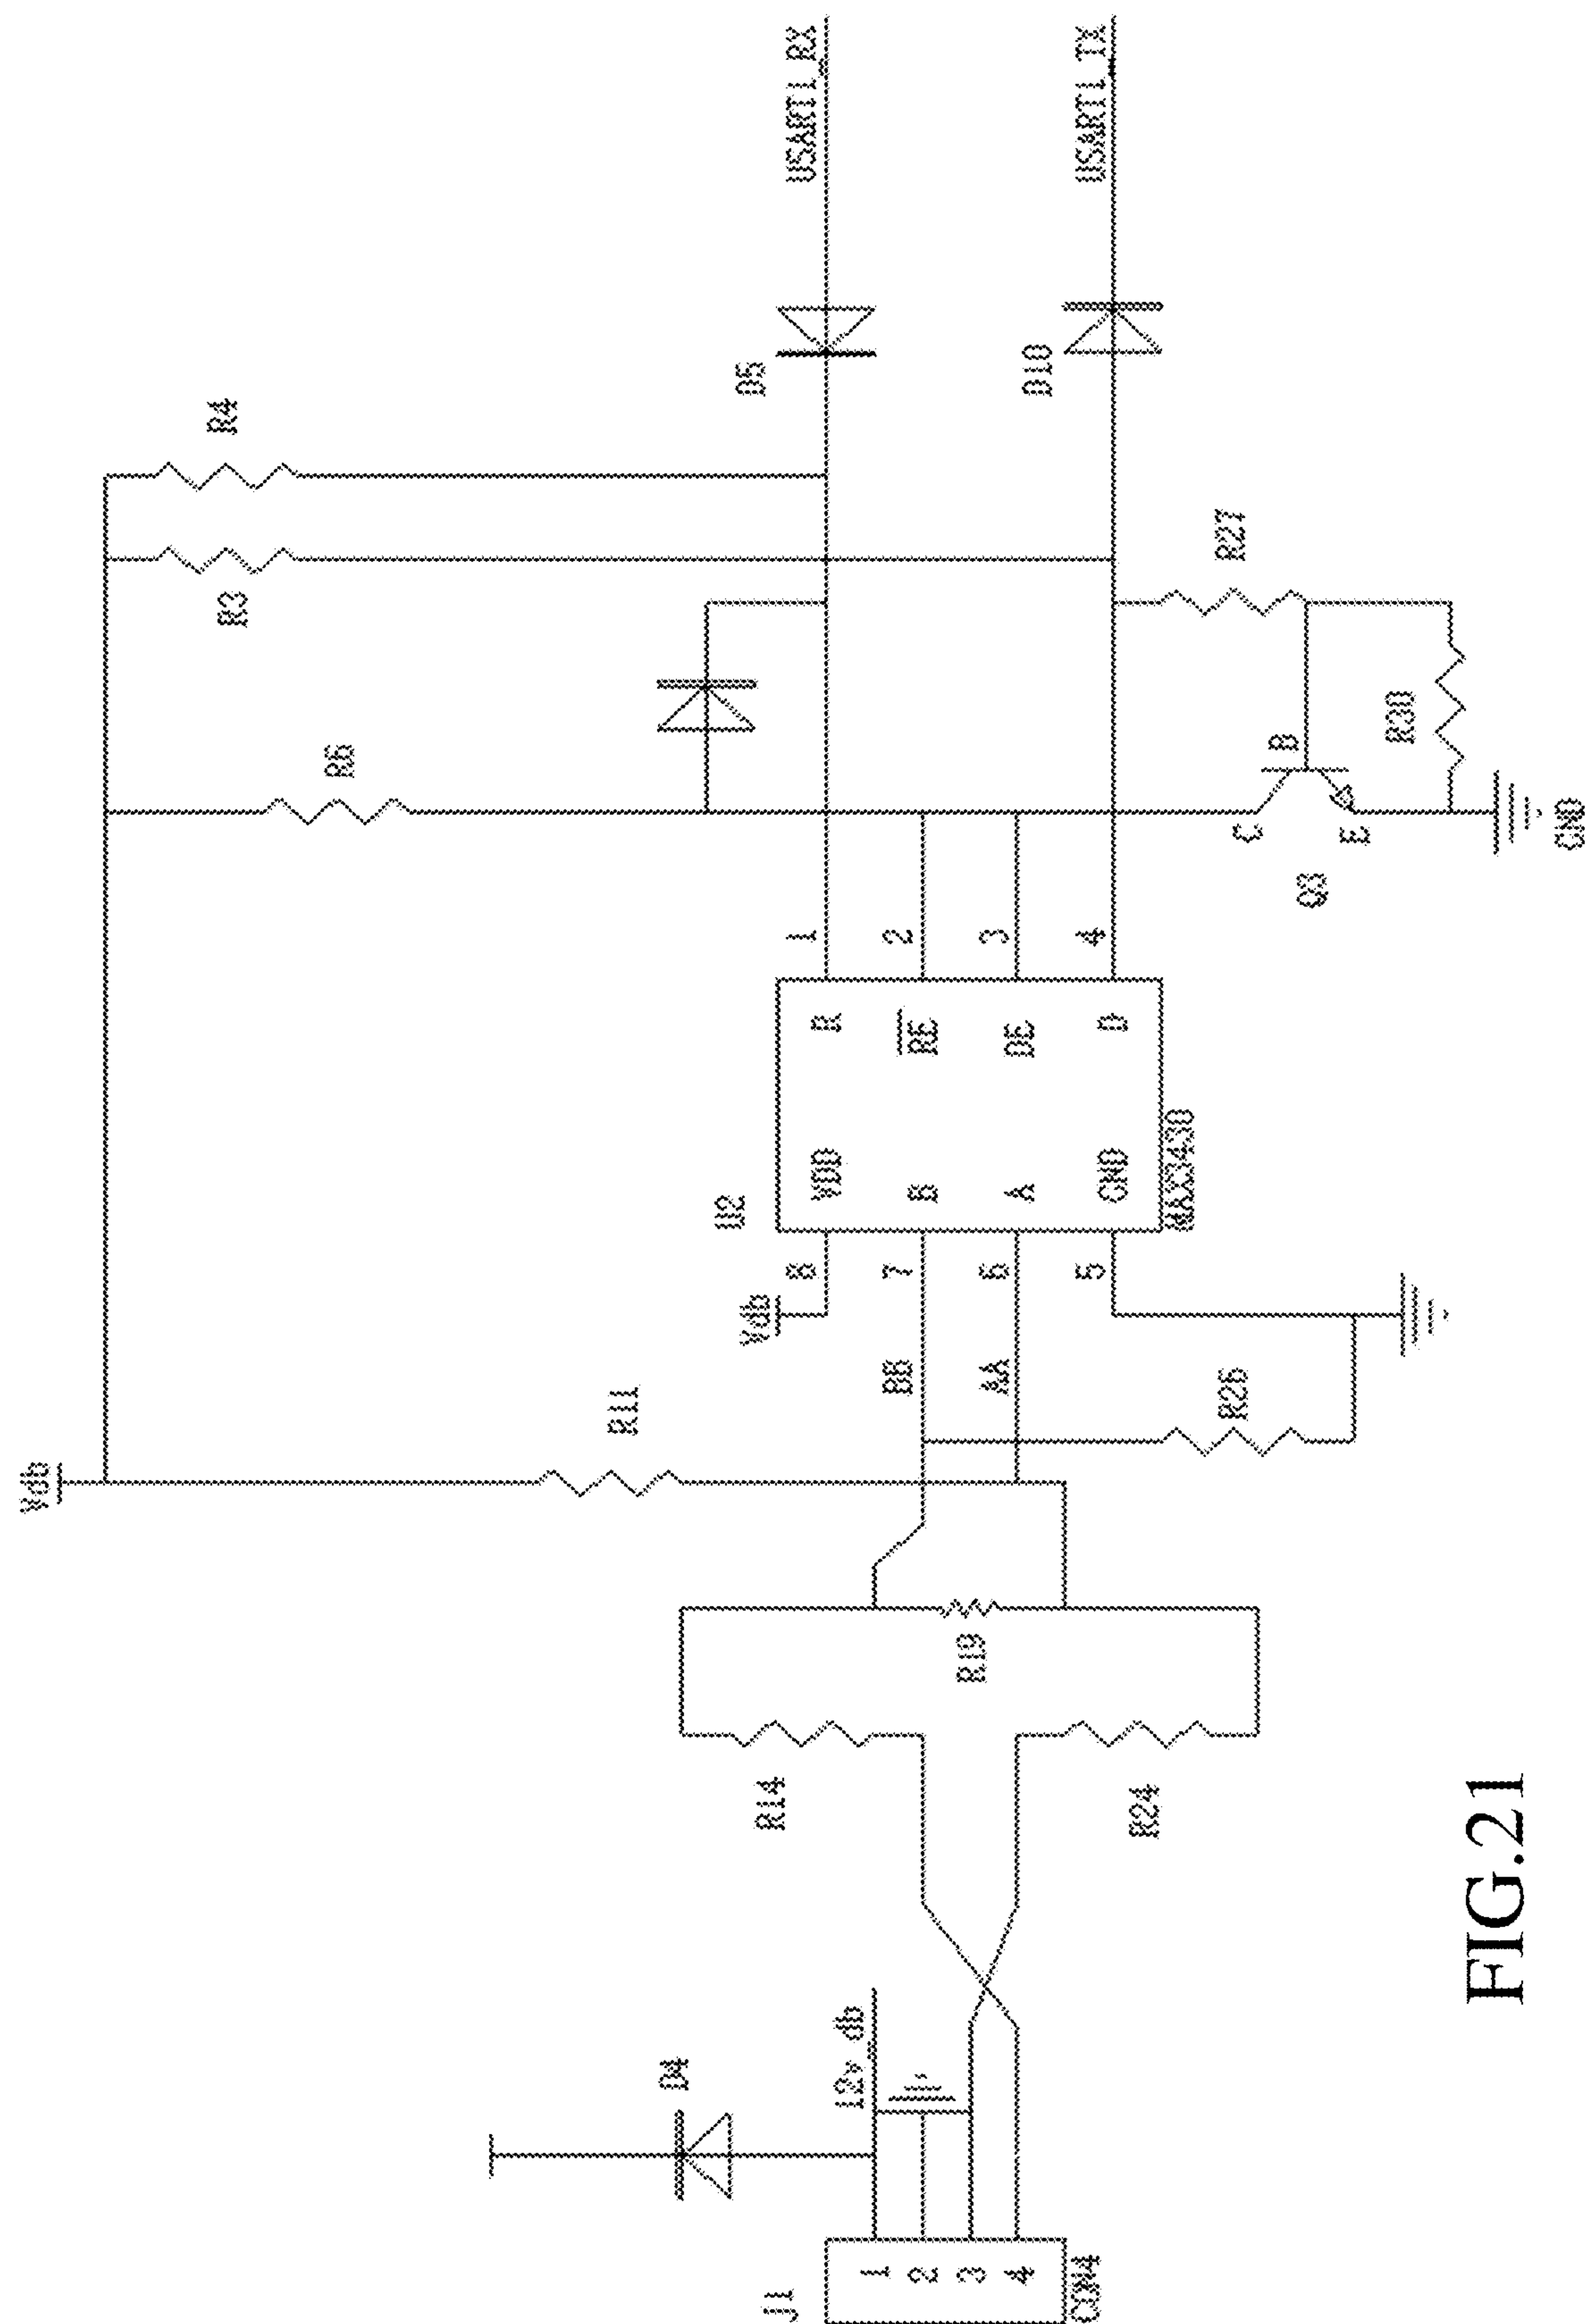 USART1_RX
USART1_TX
R4
R3
R6
D5
D10
R27
R30
B
C
E
Q3
GND
1
2
3
4
R
RE
DE
D
VDD
B
A
GND
U2
MAX3430
8
7
6
5
Vdb
BB
AA
R11
R26
Vdb
R19
R14
R24
D4
12v_db
J1
1
2
3
4
CON4
FIG.21